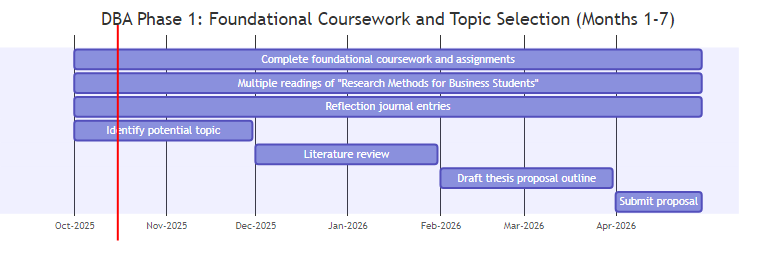 DBA Phase 1: Foundational Coursework and Topic Selection (Months 1-7)
Complete foundational coursework and assignments
Multiple readings of "Research Methods for Business Students"
Reflection journal entries
Identify potential topic
Literature review
Draft thesis proposal outline
Submit proposal
Oct-2025 Nov-2025 Dec-2025 Jan-2026 Feb-2026 Mar-2026 Apr-2026